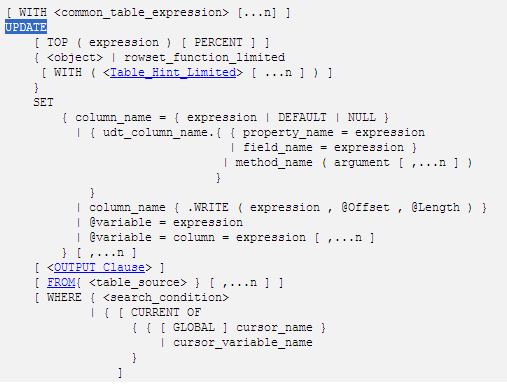 [ WITH <common_table_expression> [...n] ]
UPDATE
[ TOP ( expression ) [ PERCENT ] ]
{ <object> | rowset_function_limited
[ WITH ( <Table_Hint_Limited> [ ...n ] ) ]
}
SET
{ column_name = { expression | DEFAULT | NULL }
| { udt_column_name.{ { property_name = expression
| field_name = expression }
| method_name ( argument [ ,...n ] )
}
}
| column_name { .WRITE ( expression , @Offset , @Length ) }
| @variable = expression
| @variable = column = expression [ ,...n ]
} [ ,...n ]
[ <OUTPUT Clause> ]
[ FROM{ <table_source> } [ ,...n ] ]
[ WHERE { <search_condition>
| { [ CURRENT OF
{ { [ GLOBAL ] cursor_name }
| cursor_variable_name
}
]